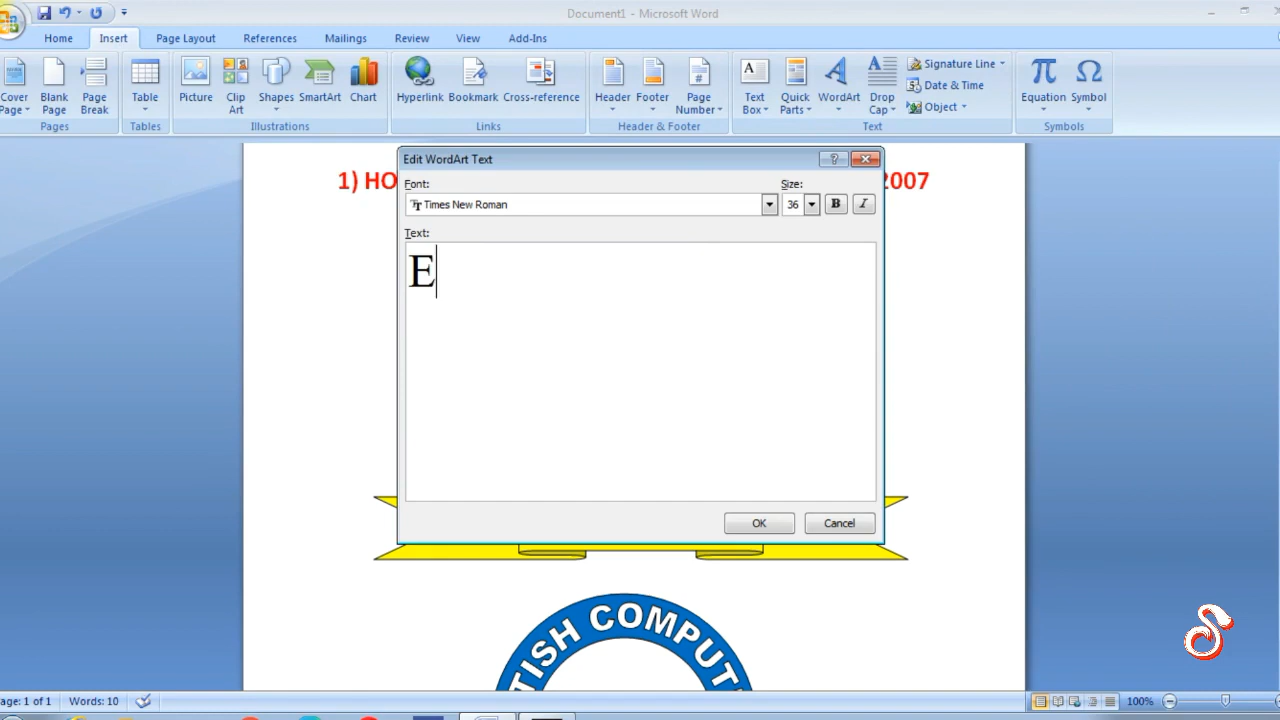 Document1 - Microsoft Word
Home Insert Page Layout References Mailings Review View Add-Ins
Cover Page Blank Page Page Break Table Picture Clip Art Shapes SmartArt Chart Hyperlink Bookmark Cross-reference Header Footer Page Number Text Box Quick Parts WordArt Drop Cap Signature Line Date & Time Object Equation Symbol
Pages Tables Illustrations Links Header & Footer Text Symbols
1) HO
2007
Edit WordArt Text
Font: Size:
Times New Roman 36 B I
Text:
E
OK Cancel
TISH COMPUT
Page: 1 of 1 Words: 10 100%